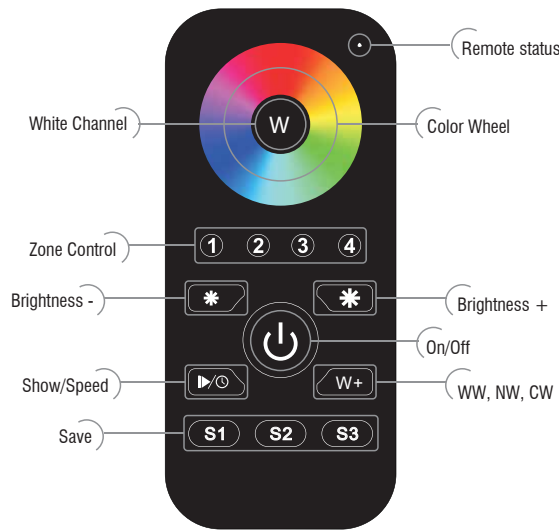 Remote status
White Channel
W
Color Wheel
Zone Control
1 2 3 4
Brightness -
Brightness +
On/Off
Show/Speed
W+
WW, NW, CW
Save
S1 S2 S3